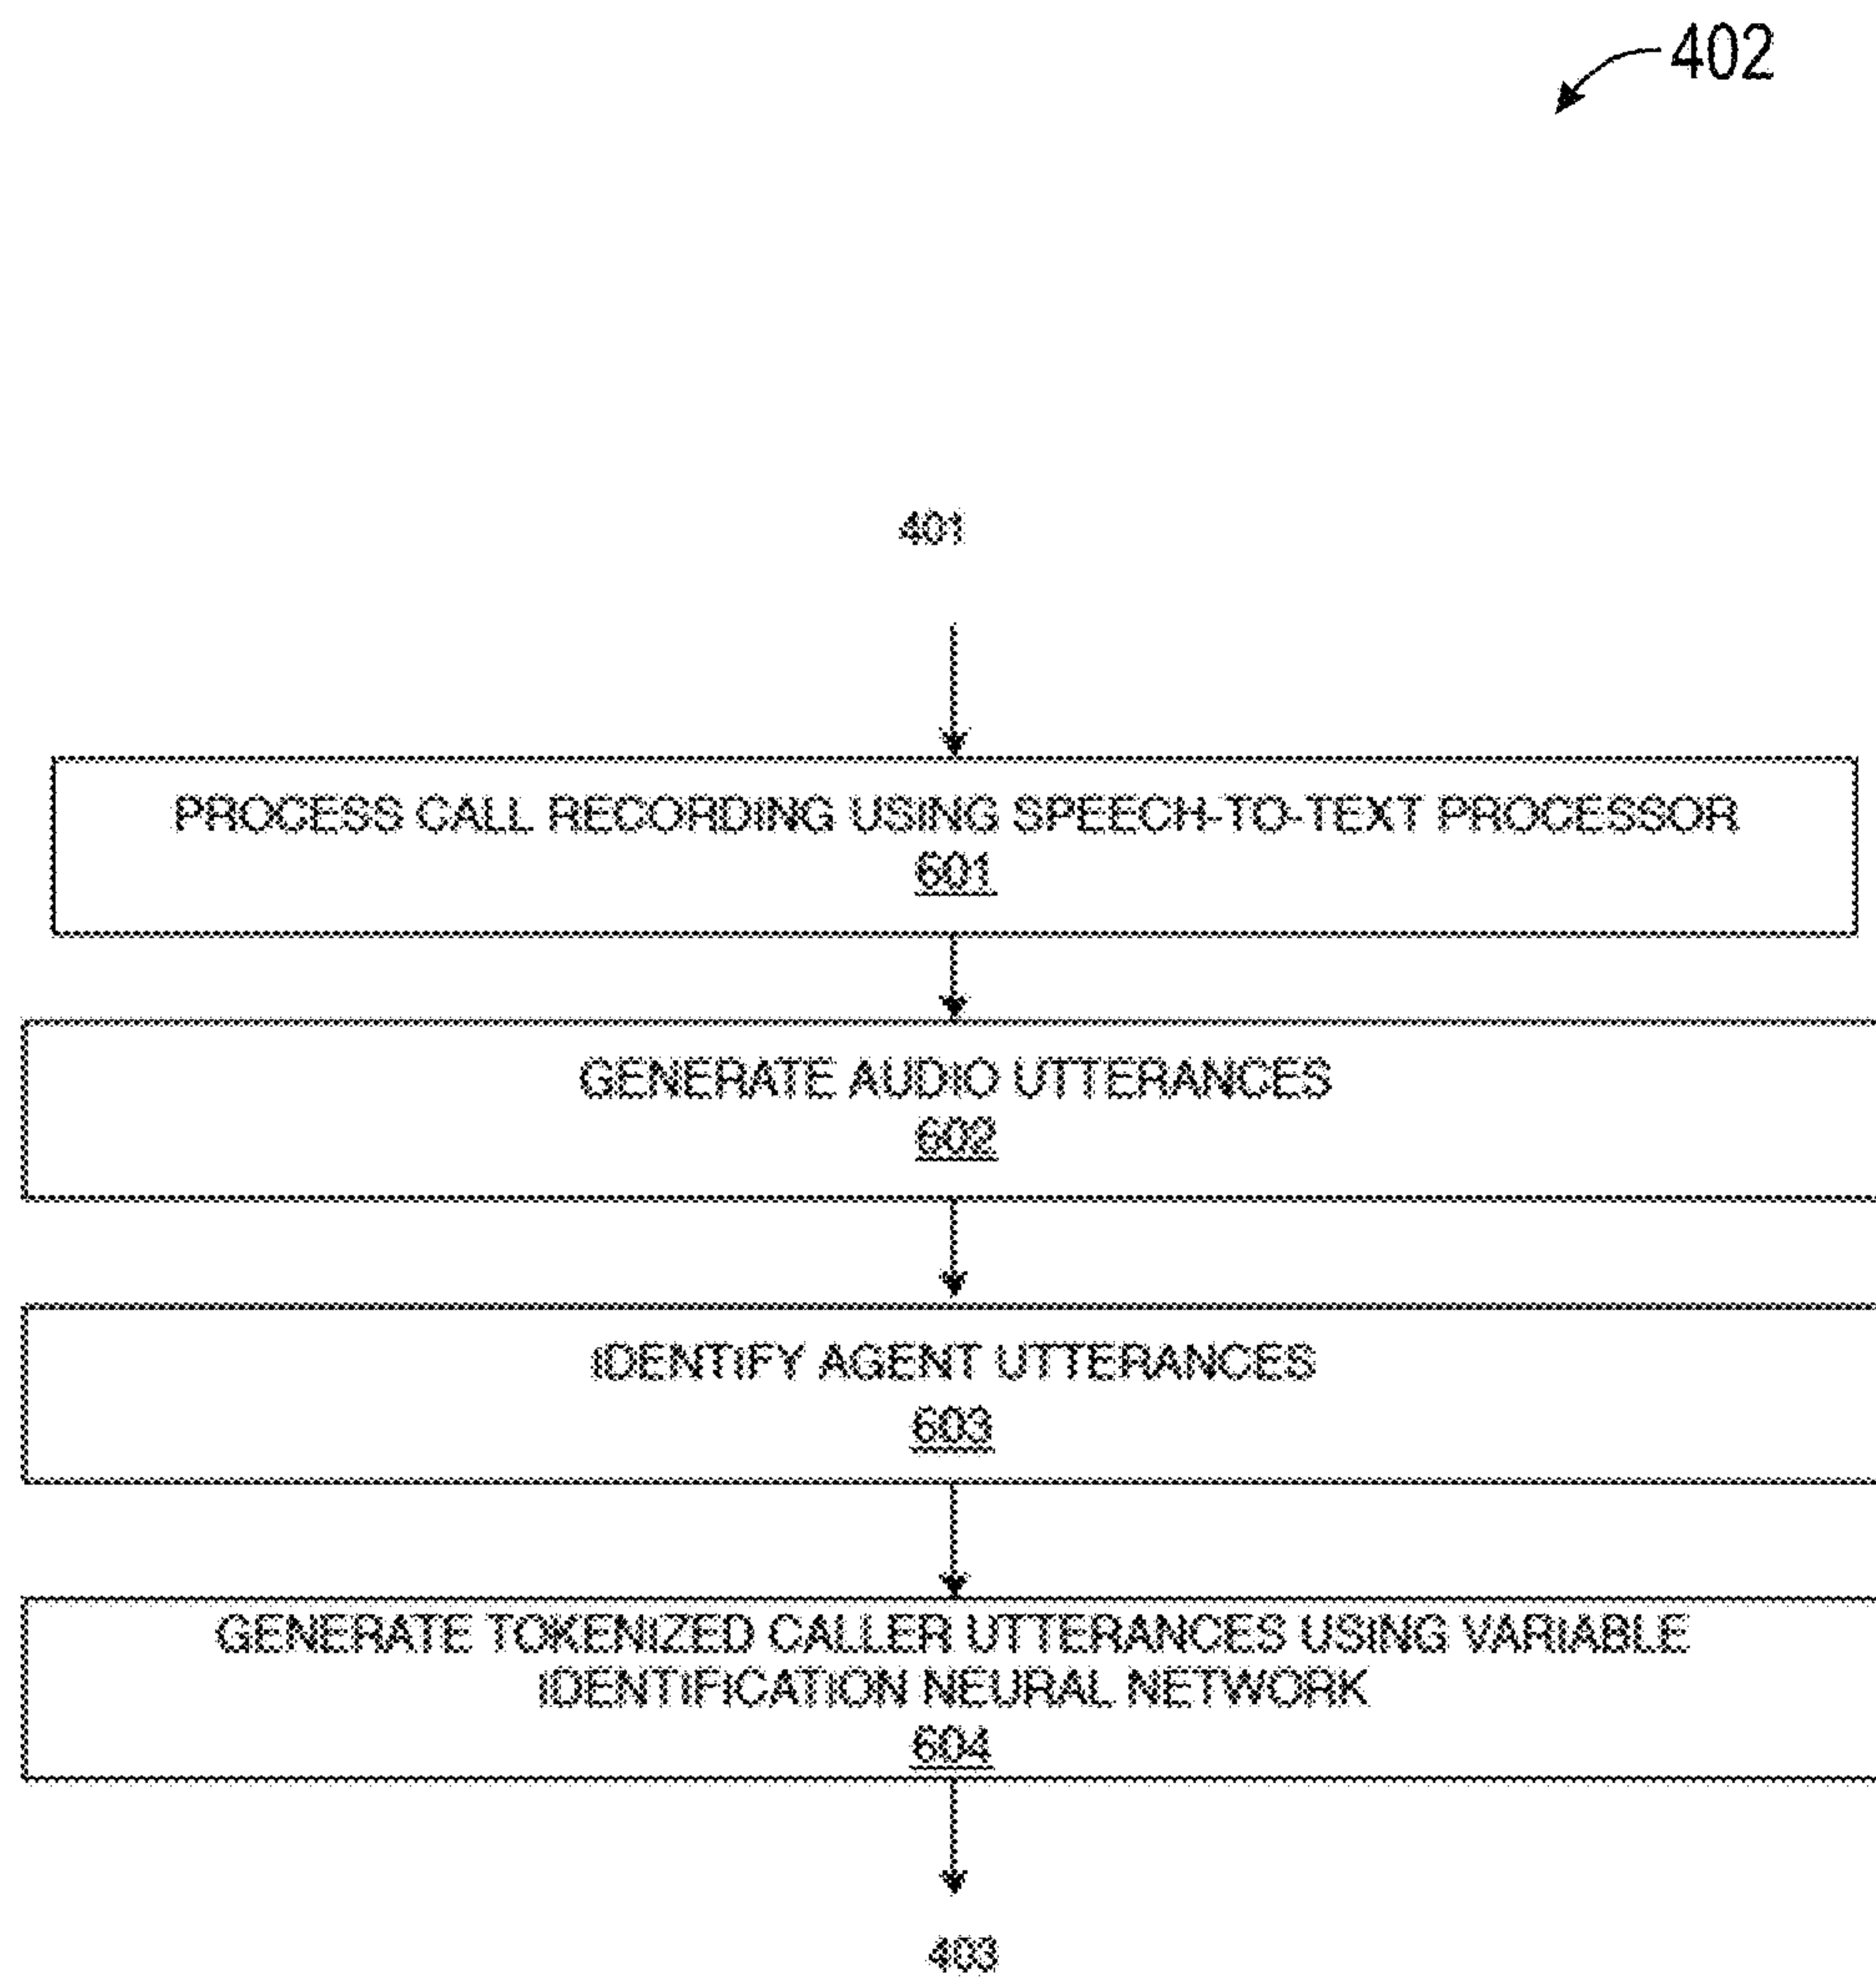 402
401
PROCESS CALL RECORDING USING SPEECH-TO-TEXT PROCESSOR
601
GENERATE AUDIO UTTERANCES
602
IDENTIFY AGENT UTTERANCES
603
GENERATE TOKENIZED CALLER UTTERANCES USING VARIABLE
IDENTIFICATION NEURAL NETWORK
604
403